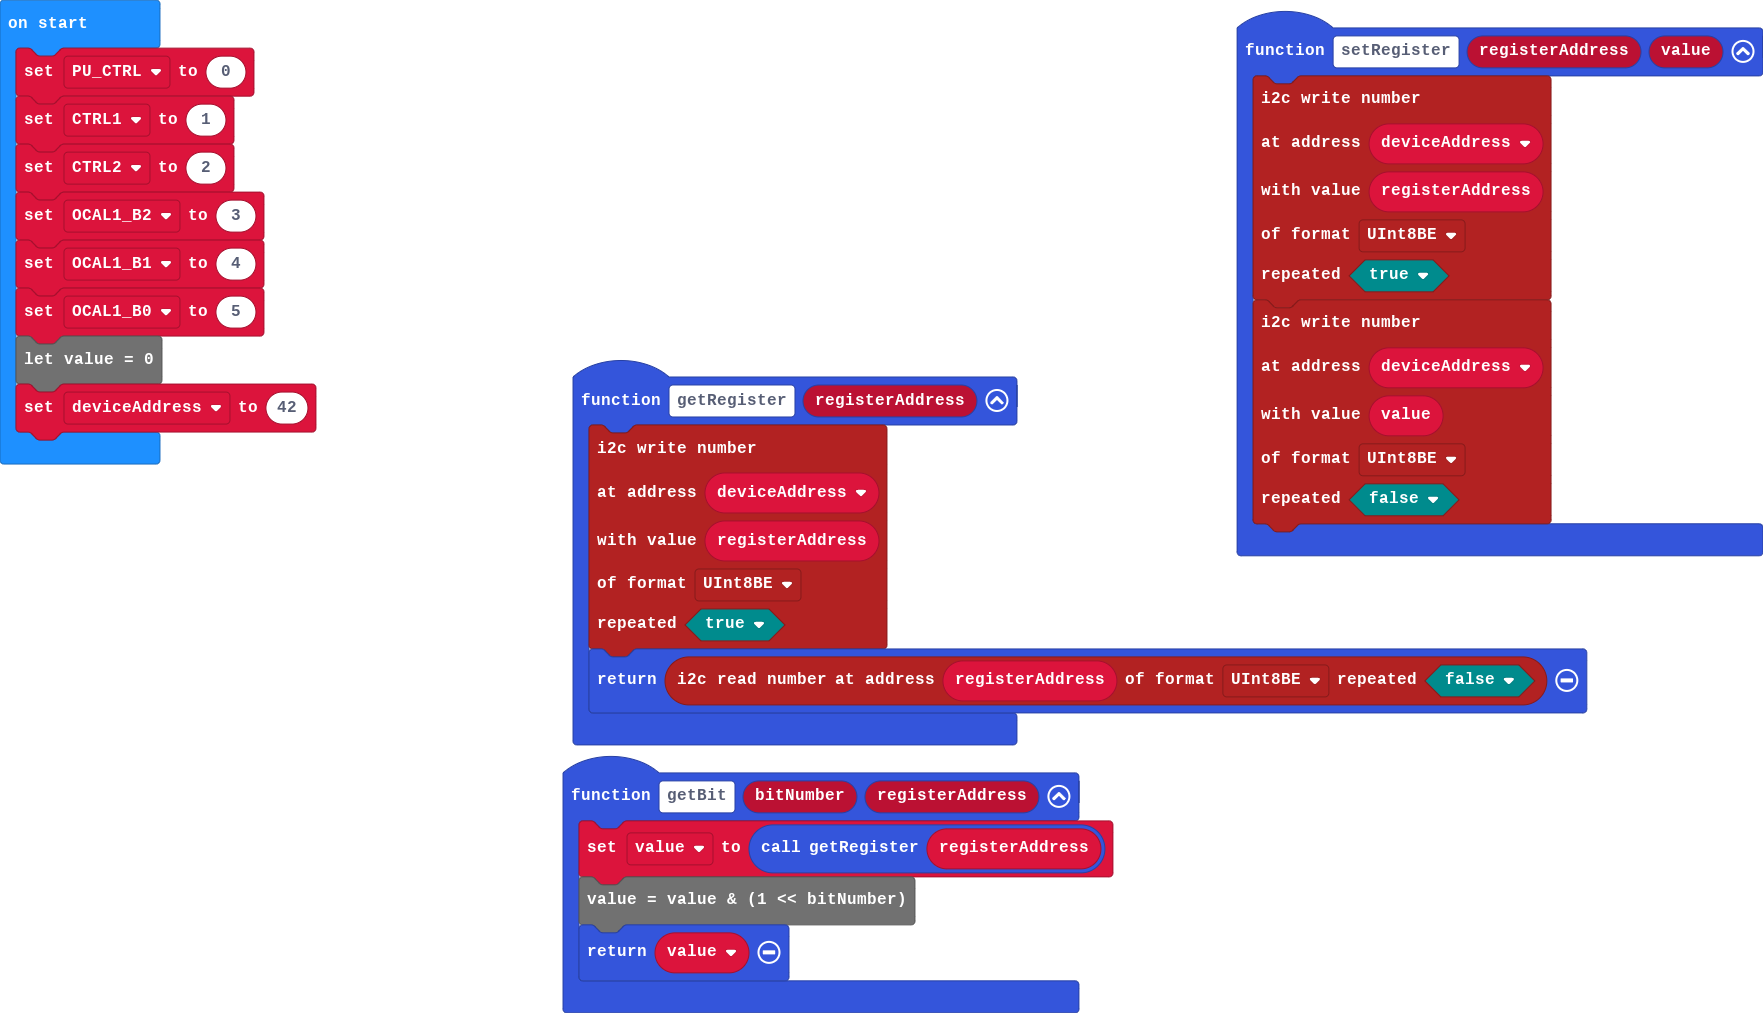 on start
set PU_CTRL to 0
set CTRL1 to 1
set CTRL2 to 2
set OCAL1_B2 to 3
set OCAL1_B1 to 4
set OCAL1_B0 to 5
let value = 0
set deviceAddress to 42
function setRegister registerAddress value
i2c write number
at address deviceAddress
with value registerAddress
of format UInt8BE
repeated true
i2c write number
at address deviceAddress
with value value
of format UInt8BE
repeated false
function getRegister registerAddress
i2c write number
at address deviceAddress
with value registerAddress
of format UInt8BE
repeated true
return i2c read number at address registerAddress of format UInt8BE repeated false
function getBit bitNumber registerAddress
set value to call getRegister registerAddress
value = value & (1 << bitNumber)
return value